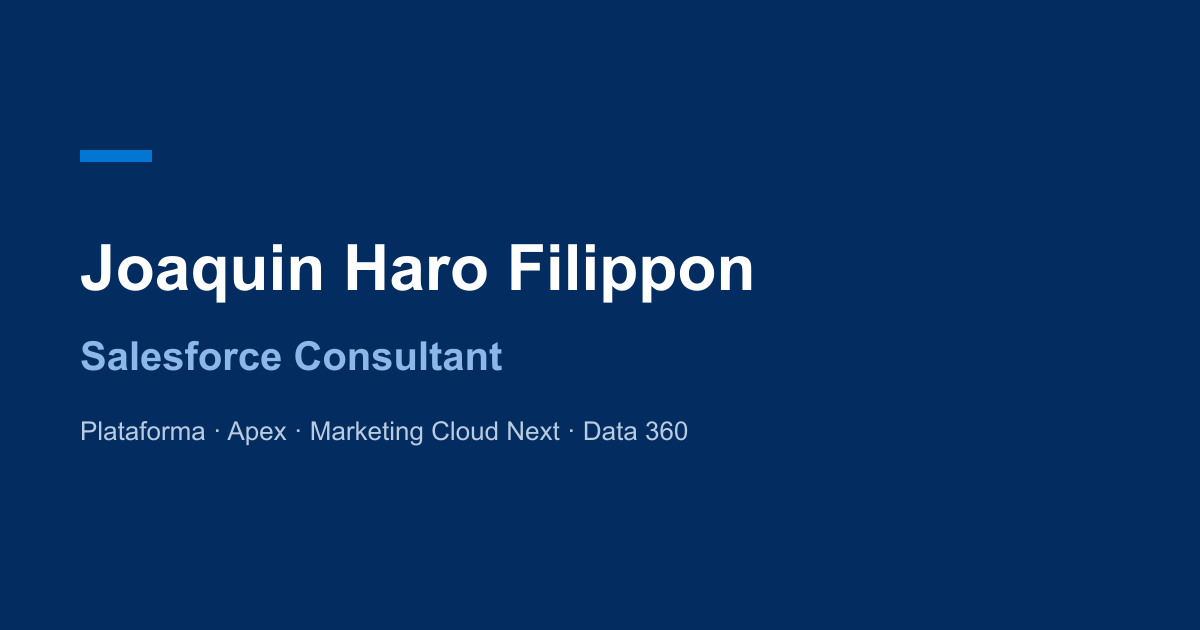 Joaquin Haro Filippon
Salesforce Consultant
Plataforma · Apex · Marketing Cloud Next · Data 360